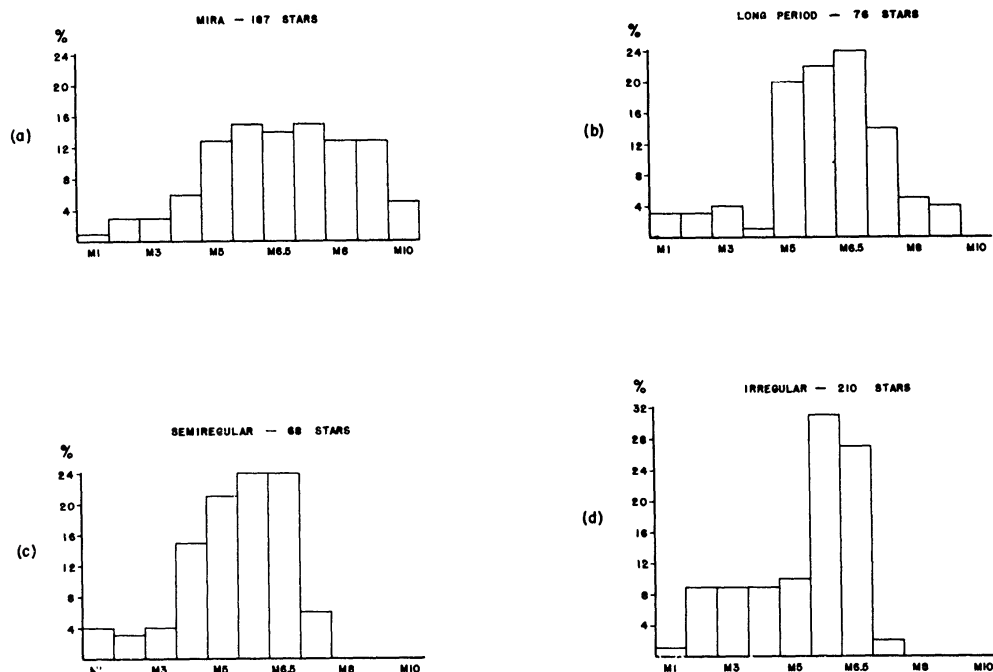 MIRA — 187 STARS
%
24
20
16
12
8
4
(a)
M1 M3 M5 M6.5 M8 M10
LONG PERIOD — 76 STARS
%
24
20
16
12
8
4
(b)
M1 M3 M5 M6.5 M8 M10
SEMIREGULAR — 68 STARS
%
24
20
16
12
8
4
(c)
M3 M5 M6.5 M8 M10
IRREGULAR — 210 STARS
%
32
28
24
20
16
12
8
4
(d)
M1 M3 M5 M6.5 M8 M10